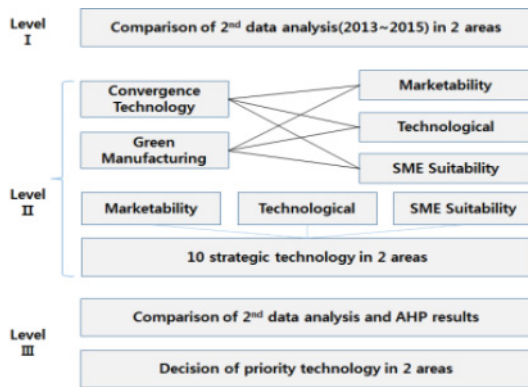 Level
I
Comparison of 2nd data analysis(2013~2015) in 2 areas
Level
II
Convergence
Technology
Green
Manufacturing
Marketability
Technological
SME Suitability
Marketability
Technological
SME Suitability
10 strategic technology in 2 areas
Level
III
Comparison of 2nd data analysis and AHP results
Decision of priority technology in 2 areas